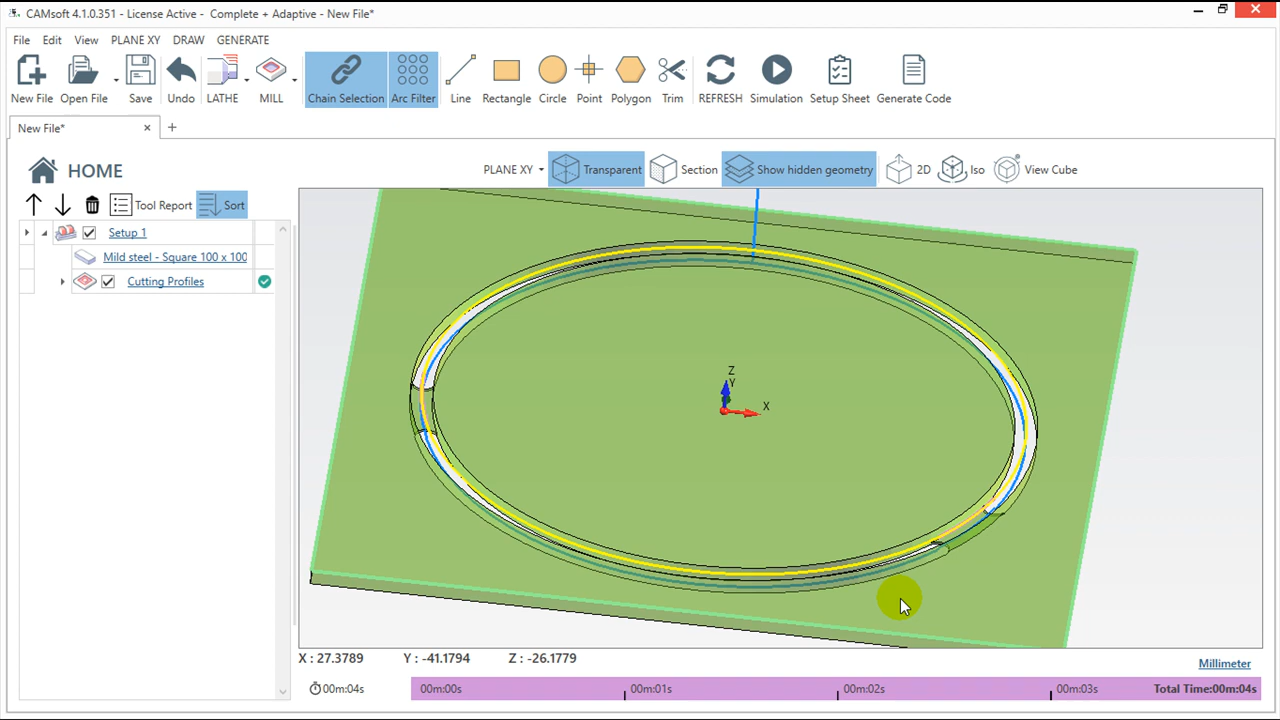 CAMsoft 4.1.0.351 - License Active - Complete + Adaptive - New File*
File Edit View PLANE XY DRAW GENERATE
New File Open File Save Undo LATHE MILL Chain Selection Arc Filter Line Rectangle Circle Point Polygon Trim REFRESH Simulation Setup Sheet Generate Code
New File*
HOME
PLANE XY Transparent Section Show hidden geometry 2D Iso View Cube
Tool Report Sort
Setup 1
Mild steel - Square 100 x 100
Cutting Profiles
Z
Y
X
X : 27.3789 Y : -41.1794 Z : -26.1779
Millimeter
00m:04s 00m:00s 00m:01s 00m:02s 00m:03s Total Time:00m:04s